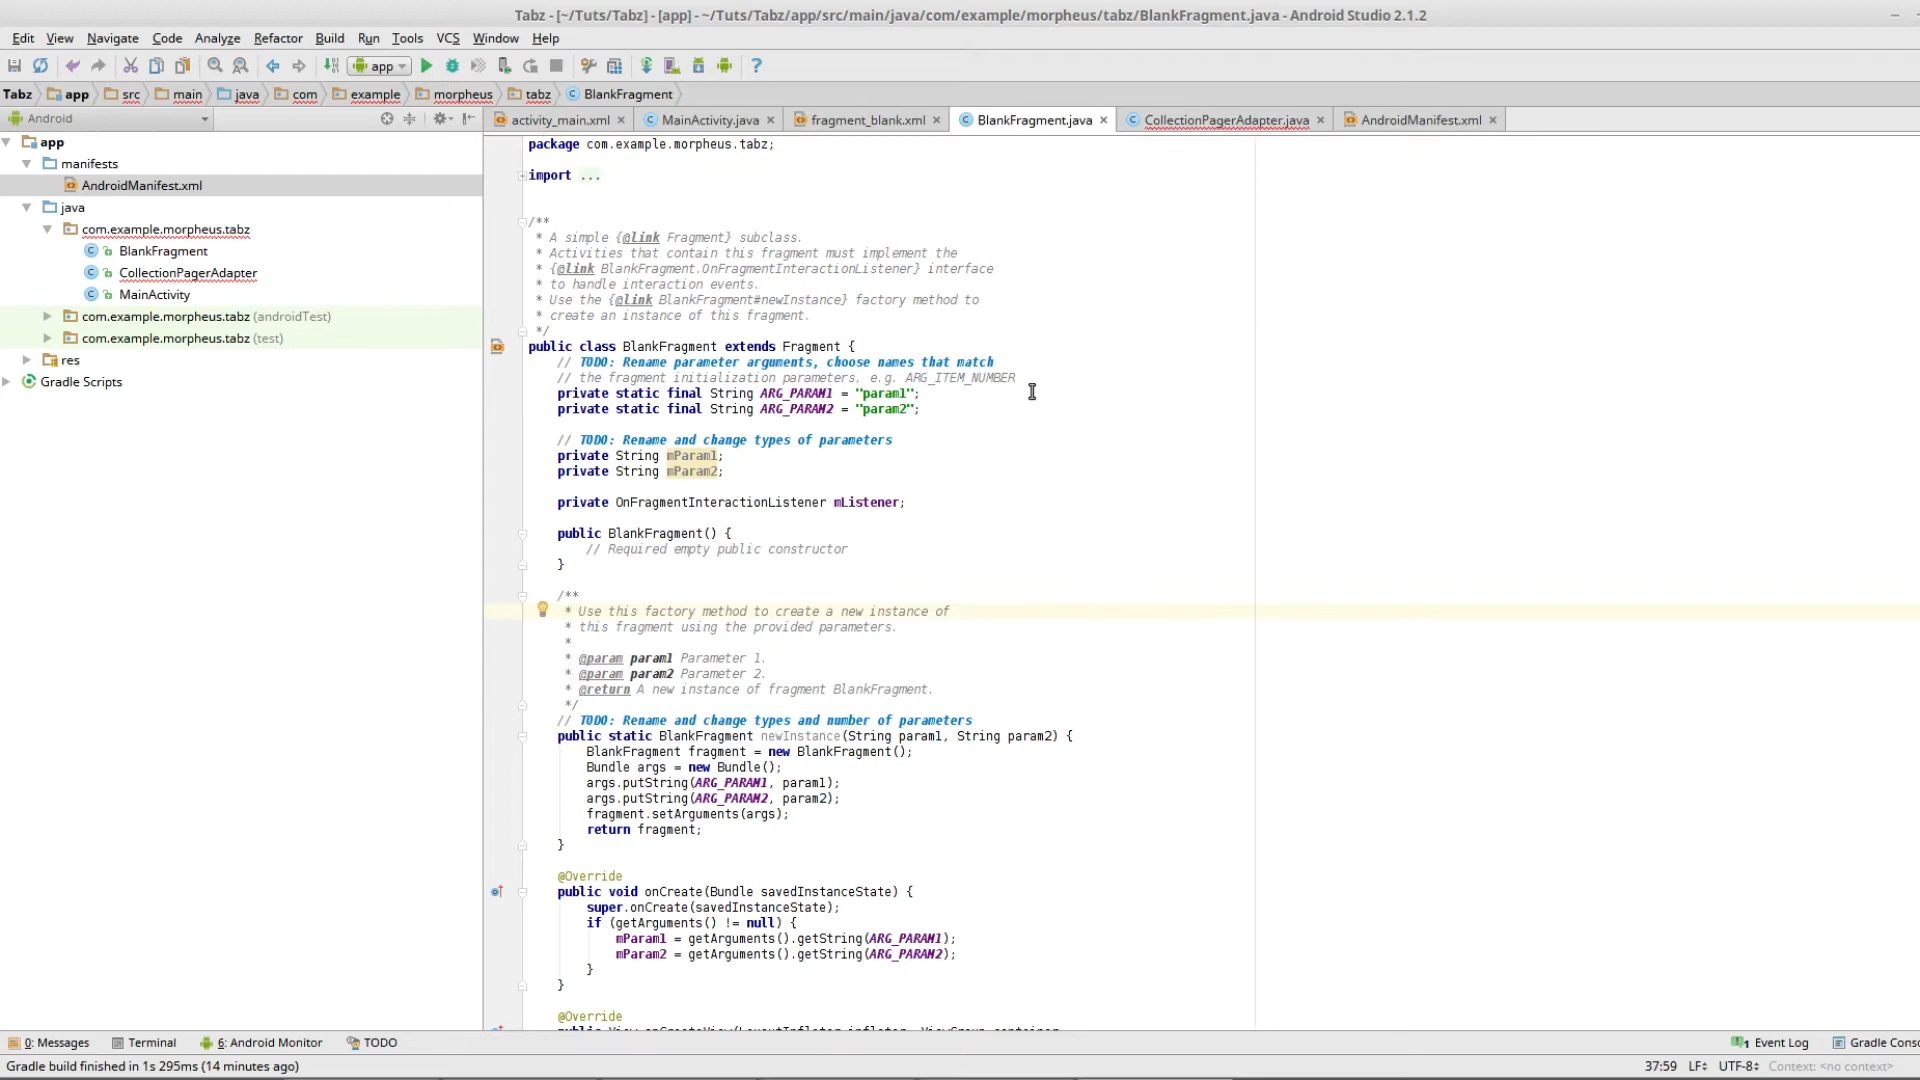 Tabz - [~/Tuts/Tabz] - [app] - ~/Tuts/Tabz/app/src/main/java/com/example/morpheus/tabz/BlankFragment.java - Android Studio 2.1.2
Edit View Navigate Code Analyze Refactor Build Run Tools VCS Window Help
app
Tabz app src main java com example morpheus tabz BlankFragment
Android
activity_main.xml MainActivity.java fragment_blank.xml BlankFragment.java CollectionPagerAdapter.java AndroidManifest.xml
app
manifests
AndroidManifest.xml
java
com.example.morpheus.tabz
BlankFragment
CollectionPagerAdapter
MainActivity
com.example.morpheus.tabz (androidTest)
com.example.morpheus.tabz (test)
res
Gradle Scripts
package com.example.morpheus.tabz;
import ...
/**
* A simple {@link Fragment} subclass.
* Activities that contain this fragment must implement the
* {@link BlankFragment.OnFragmentInteractionListener} interface
* to handle interaction events.
* Use the {@link BlankFragment#newInstance} factory method to
* create an instance of this fragment.
*/
public class BlankFragment extends Fragment {
// TODO: Rename parameter arguments, choose names that match
// the fragment initialization parameters, e.g. ARG_ITEM_NUMBER
private static final String ARG_PARAM1 = "param1";
private static final String ARG_PARAM2 = "param2";
// TODO: Rename and change types of parameters
private String mParam1;
private String mParam2;
private OnFragmentInteractionListener mListener;
public BlankFragment() {
// Required empty public constructor
}
/**
* Use this factory method to create a new instance of
* this fragment using the provided parameters.
*
* @param param1 Parameter 1.
* @param param2 Parameter 2.
* @return A new instance of fragment BlankFragment.
*/
// TODO: Rename and change types and number of parameters
public static BlankFragment newInstance(String param1, String param2) {
BlankFragment fragment = new BlankFragment();
Bundle args = new Bundle();
args.putString(ARG_PARAM1, param1);
args.putString(ARG_PARAM2, param2);
fragment.setArguments(args);
return fragment;
}
@Override
public void onCreate(Bundle savedInstanceState) {
super.onCreate(savedInstanceState);
if (getArguments() != null) {
mParam1 = getArguments().getString(ARG_PARAM1);
mParam2 = getArguments().getString(ARG_PARAM2);
}
}
@Override
public View onCreateView(LayoutInflater inflater, ViewGroup container,
0: Messages Terminal 6: Android Monitor TODO 1 Event Log Gradle Conso
Gradle build finished in 1s 295ms (14 minutes ago) 37:59 LF UTF-8 Context: <no context>